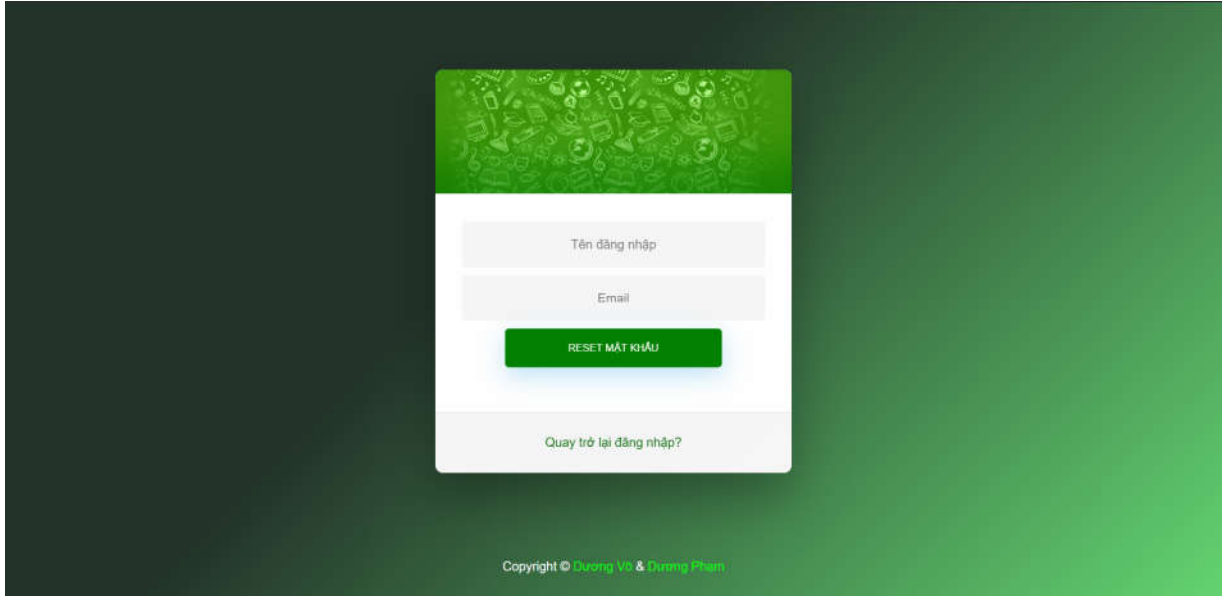 Tên đăng nhập
Email
RESET MẬT KHẨU
Quay trở lại đăng nhập?
Copyright © Dương Võ & Dương Phạm